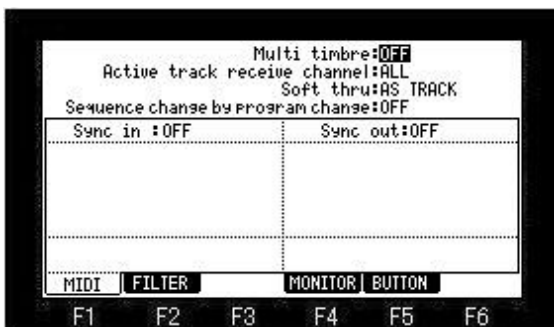 Multi timbre:OFF
Active track receive channel:ALL
Soft thru:AS TRACK
Sequence change by program change:OFF
Sync in :OFF Sync out:OFF
MIDI FILTER MONITOR BUTTON
F1 F2 F3 F4 F5 F6